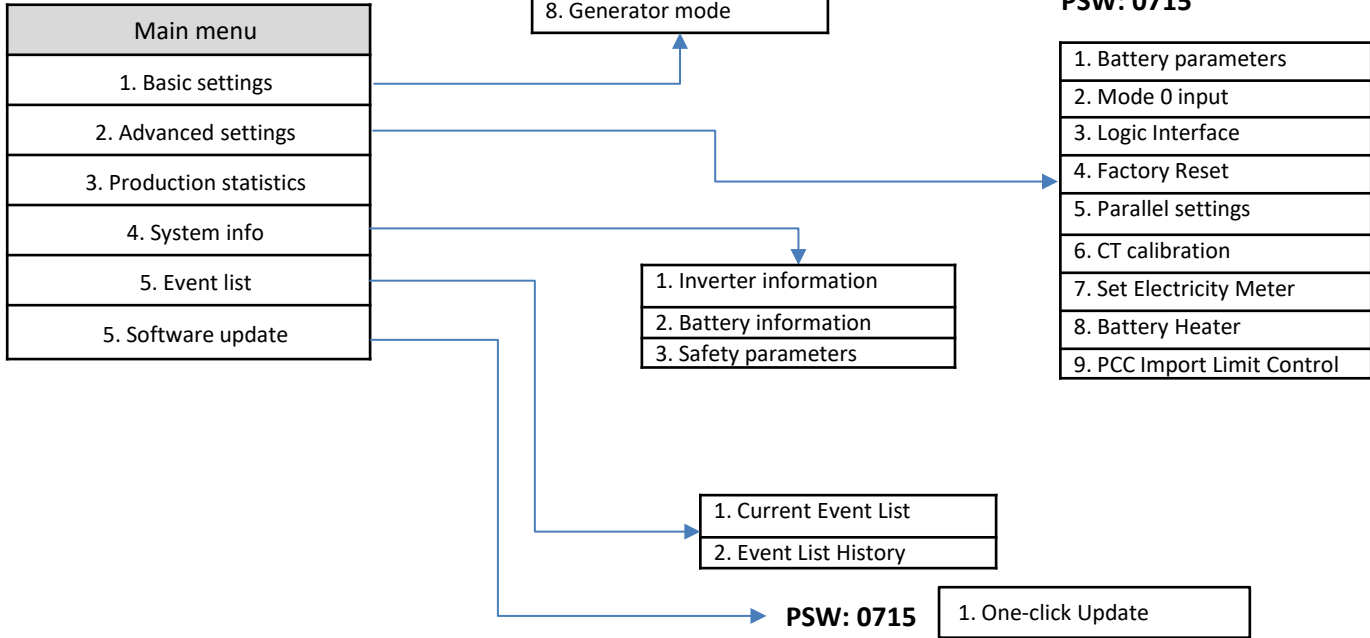 8. Generator mode
PSW: 0715
Main menu
1. Basic settings
2. Advanced settings
3. Production statistics
4. System info
5. Event list
5. Software update
1. Battery parameters
2. Mode 0 input
3. Logic Interface
4. Factory Reset
5. Parallel settings
6. CT calibration
7. Set Electricity Meter
8. Battery Heater
9. PCC Import Limit Control
1. Inverter information
2. Battery information
3. Safety parameters
1. Current Event List
2. Event List History
PSW: 0715
1. One-click Update